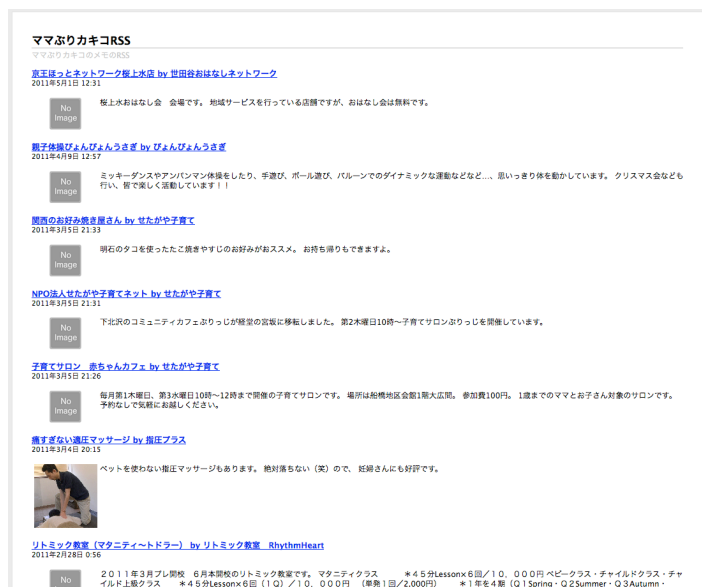 ママぷりカキコRSS
ママぷりカキコのメモのRSS
京王ほっとネットワーク桜上水店 by 世田谷おはなしネットワーク
2011年5月1日 12:31
No Image
桜上水おはなし会　会場です。 地域サービスを行っている店舗ですが、おはなし会は無料です。
親子体操ぴょんぴょんうさぎ by ぴょんぴょんうさぎ
2011年4月9日 12:57
No Image
ミッキーダンスやアンパンマン体操をしたり、手遊び、ボール遊び、バルーンでのダイナミックな運動などなど…、思いっきり体を動かしています。 クリスマス会なども
行い、皆で楽しく活動しています！！
関西のお好み焼き屋さん by せたがや子育て
2011年3月5日 21:33
No Image
明石のタコを使ったたこ焼きやすじのお好みがおススメ。 お持ち帰りもできますよ。
NPO法人せたがや子育てネット by せたがや子育て
2011年3月5日 21:31
No Image
下北沢のコミュニティカフェぶりっじが経堂の宮坂に移転しました。 第2木曜日10時〜子育てサロンぶりっじを開催しています。
子育てサロン　赤ちゃんカフェ by せたがや子育て
2011年3月5日 21:26
No Image
毎月第1木曜日、第3水曜日10時〜12時まで開催の子育てサロンです。 場所は船橋地区会館1階大広間。 参加費100円。 1歳までのママとお子さん対象のサロンです。
予約なしで気軽にお越しください。
痛すぎない適圧マッサージ by 指圧プラス
2011年3月4日 20:15
ベットを使わない指圧マッサージもあります。 絶対落ちない（笑）ので、 妊婦さんにも好評です。
リトミック教室（マタニティ〜トドラー） by リトミック教室　RhythmHeart
2011年2月28日 0:56
No
２０１１年３月プレ開校　６月本開校のリトミック教室です。 マタニティクラス　　＊４５分Lesson×６回／１０，０００円 ベビークラス・チャイルドクラス・チャ
イルド上級クラス　　＊４５分Lesson×６回（１Ｑ）／１０，０００円　（単発１回／2,000円）　　＊１年を４期（Ｑ１Spring・Ｑ２Summer・Ｑ３Autumn・